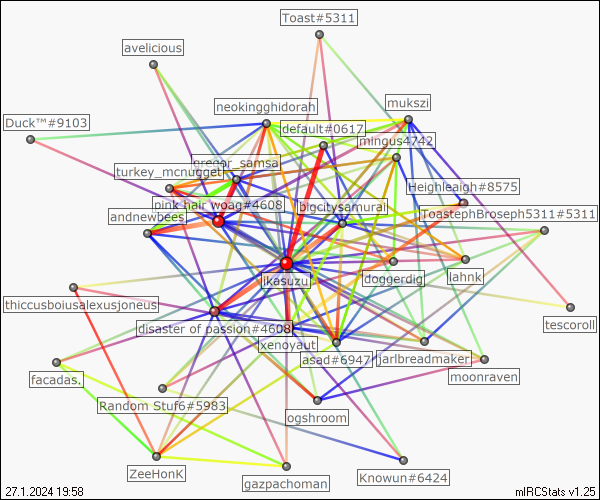 Toast#5311
avelicious
neokingghidorah
mukszi
Duck™#9103
default#0617
mingus4742
gregor_samsa
turkey_mcnugget
Heighleaigh#8575
pink hair woag#4608
bigcitysamurai
andnewbees
ToastephBroseph5311#5311
ikasuzu
doggerdig
lahnk
thiccusboiusalexusjoneus
tescoroll
disaster of passion#4608
xenoyaut
asad#6947
jarlbreadmaker
moonraven
facadas.
Random Stuf6#5983
ogshroom
ZeeHonK
gazpachoman
Knowun#6424
27.1.2024 19:58
mIRCStats v1.25